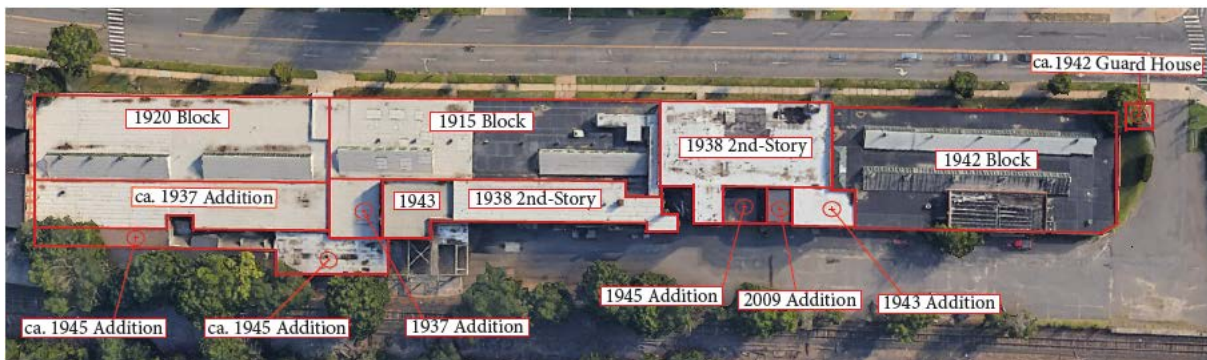 ca. 1942 Guard House
1920 Block
1915 Block
1938 2nd-Story
1942 Block
ca. 1937 Addition
1943
1938 2nd-Story
ca. 1945 Addition
ca. 1945 Addition
1937 Addition
1945 Addition
2009 Addition
1943 Addition